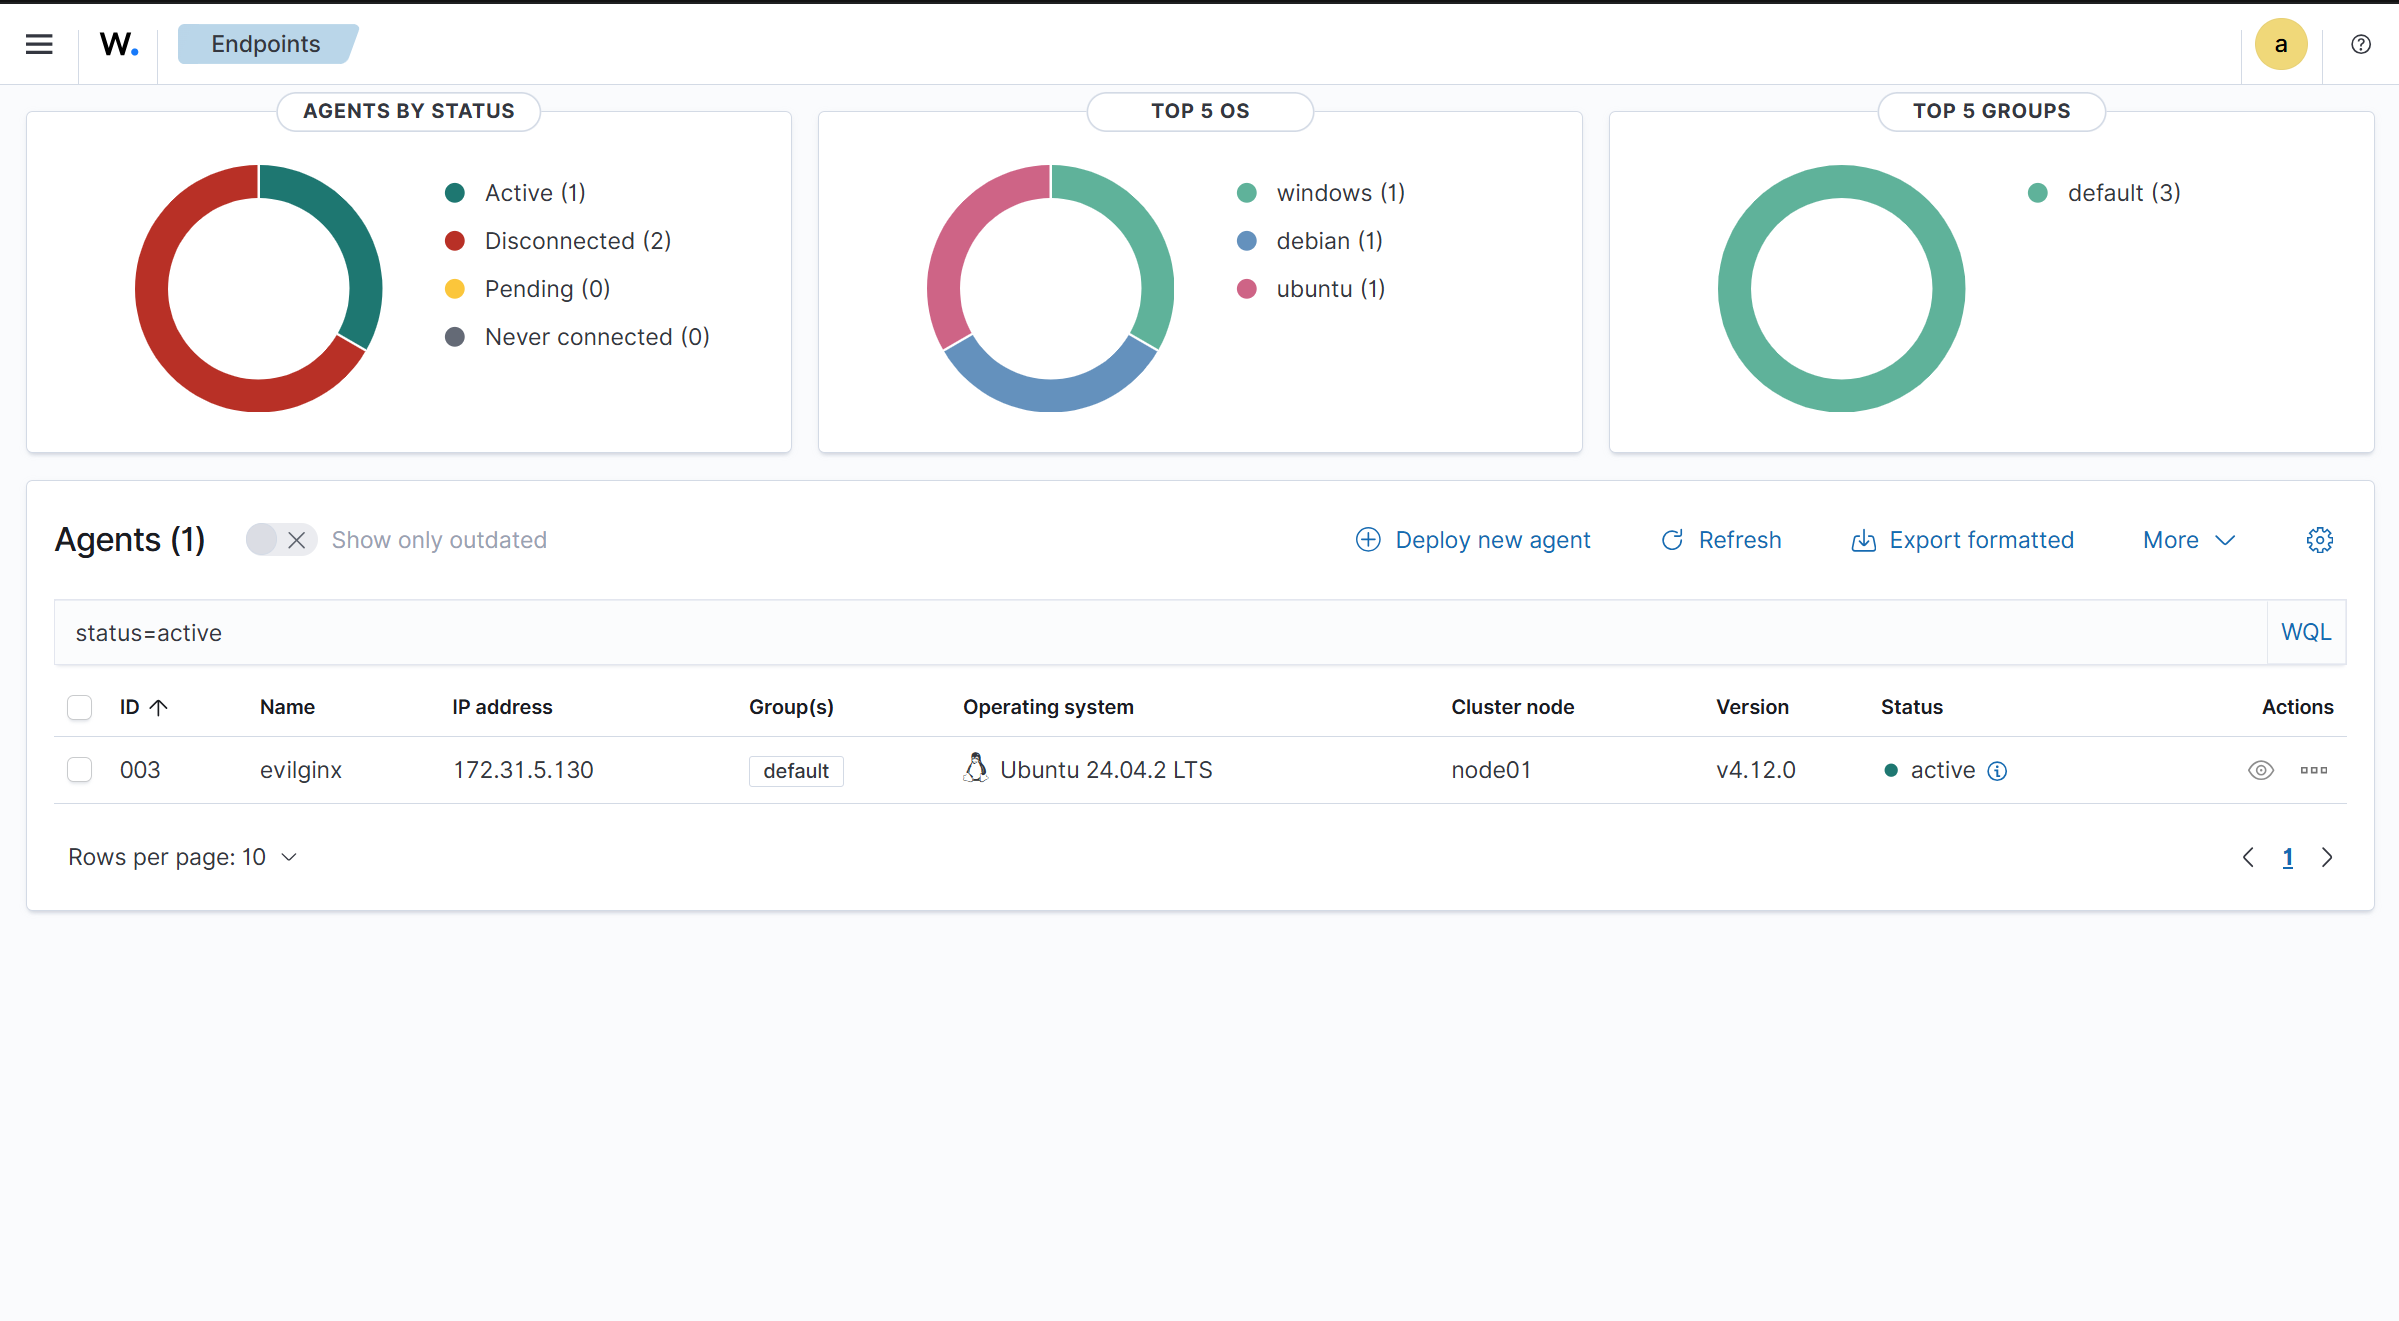 W. Endpoints a
AGENTS BY STATUS
Active (1)
Disconnected (2)
Pending (0)
Never connected (0)
TOP 5 OS
windows (1)
debian (1)
ubuntu (1)
TOP 5 GROUPS
default (3)
Agents (1) Show only outdated Deploy new agent Refresh Export formatted More
status=active WQL
ID Name IP address Group(s) Operating system Cluster node Version Status Actions
003 evilginx 172.31.5.130 default Ubuntu 24.04.2 LTS node01 v4.12.0 active
Rows per page: 10 1